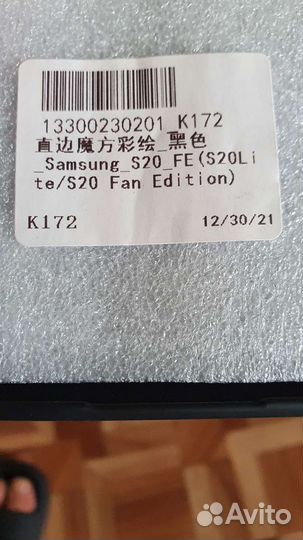 13300230201 K172
直边魔方彩绘_黑色
_Samsung_S20_FE(S20Li
te/S20 Fan Edition)
K172 12/30/21
Avito